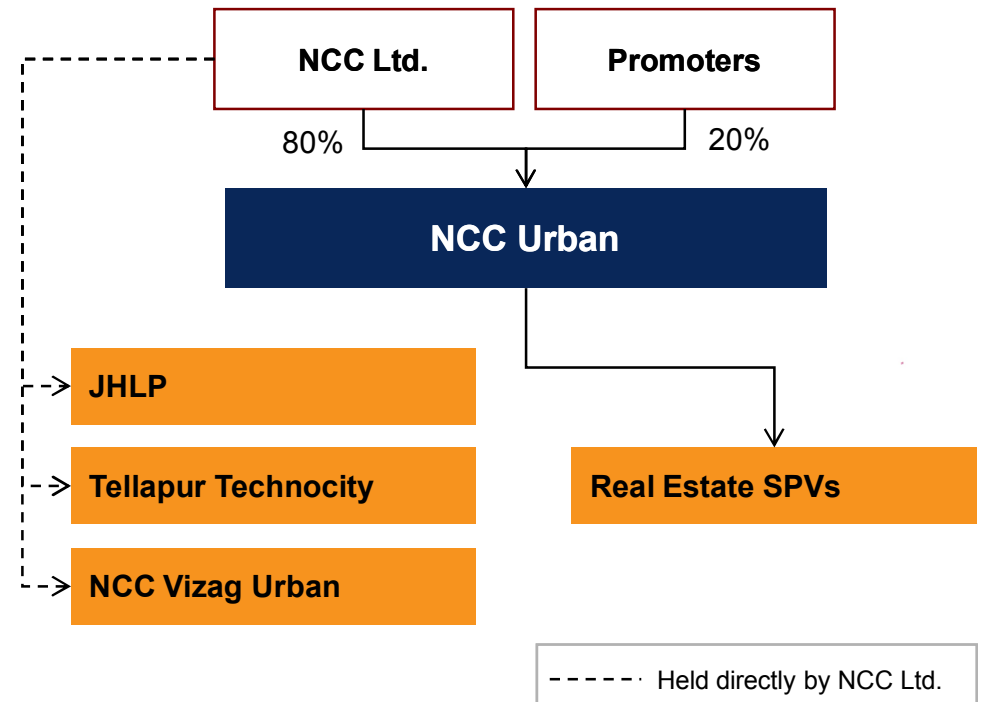 NCC Ltd.
Promoters
80%
20%
NCC Urban
JHLP
Tellapur Technocity
Real Estate SPVs
NCC Vizag Urban
Held directly by NCC Ltd.